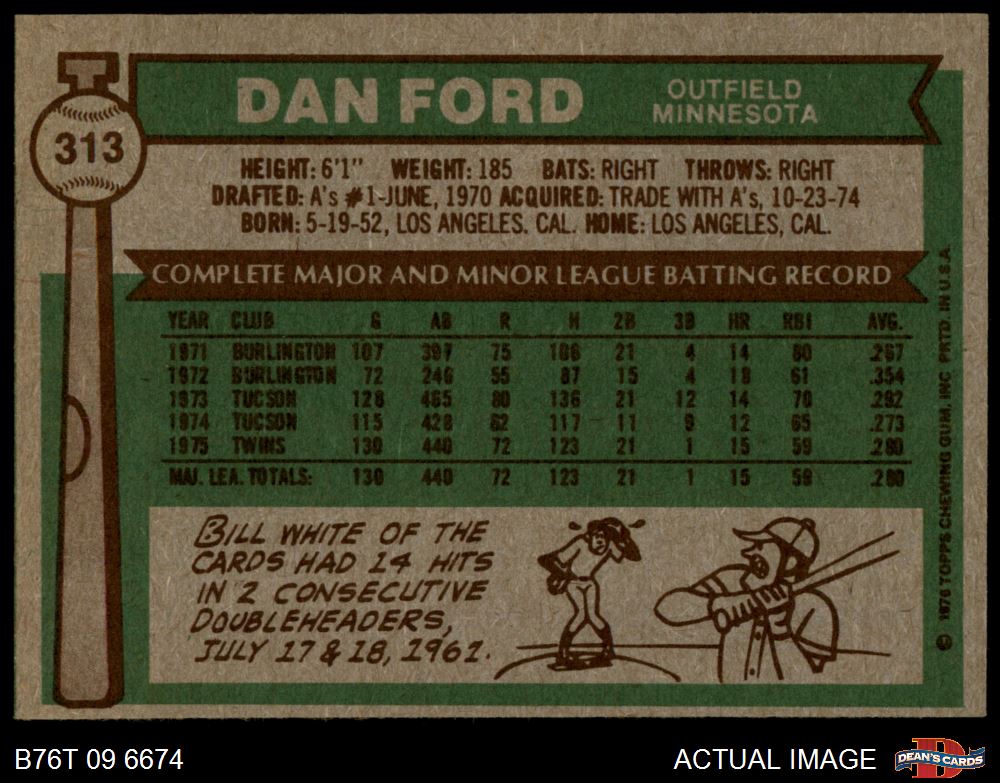 313
DAN FORD
OUTFIELD
MINNESOTA
HEIGHT: 6'1" WEIGHT: 185 BATS: RIGHT THROWS: RIGHT
DRAFTED: A's #1-JUNE, 1970 ACQUIRED: TRADE WITH A's, 10-23-74
BORN: 5-19-52, LOS ANGELES. CAL. HOME: LOS ANGELES, CAL.
COMPLETE MAJOR AND MINOR LEAGUE BATTING RECORD
YEAR CLUB G AB R H 2B 3B HR RBI AVG.
1971 BURLINGTON 107 397 75 106 21 4 14 80 .267
1972 BURLINGTON 72 246 55 87 15 4 18 61 .354
1973 TUCSON 128 465 80 136 21 12 14 70 .292
1974 TUCSON 115 428 62 117 11 9 12 65 .273
1975 TWINS 130 440 72 123 21 1 15 59 .280
MAJ. LEA. TOTALS: 130 440 72 123 21 1 15 59 .280
BILL WHITE OF THE
CARDS HAD 14 HITS
IN 2 CONSECUTIVE
DOUBLEHEADERS,
JULY 17 & 18, 1961.
© 1976 TOPPS CHEWING GUM, INC PRTD. IN U.S.A.
B76T 09 6674
ACTUAL IMAGE
DEAN'S CARDS